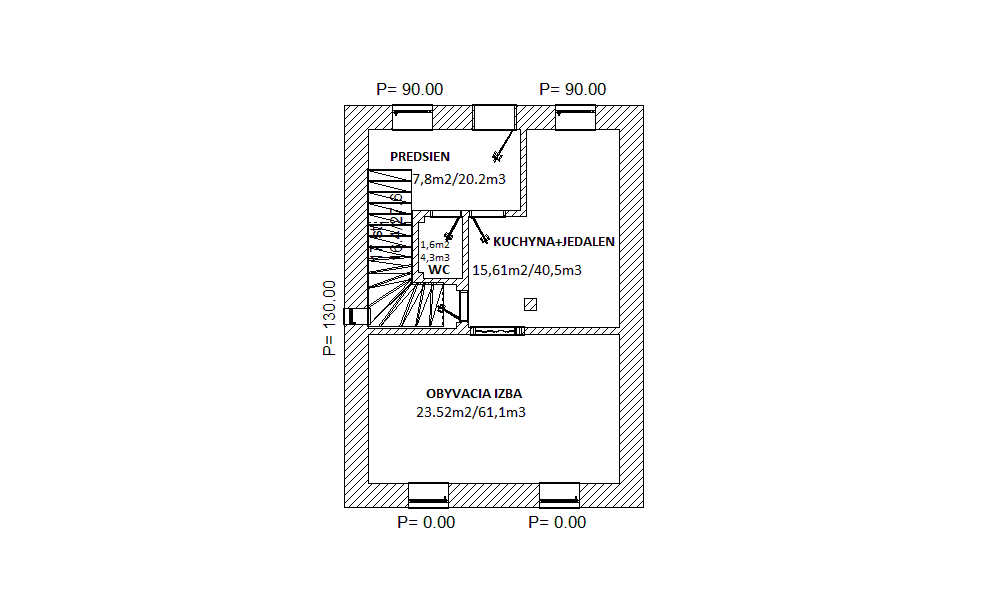 P= 90.00
P= 90.00
PREDSIEN
7,8m2/20.2m3
1,6m2
4,3m3
WC
KUCHYNA+JEDALEN
15,61m2/40,5m3
P= 130.00
OBYVACIA IZBA
23.52m2/61,1m3
P= 0.00
P= 0.00